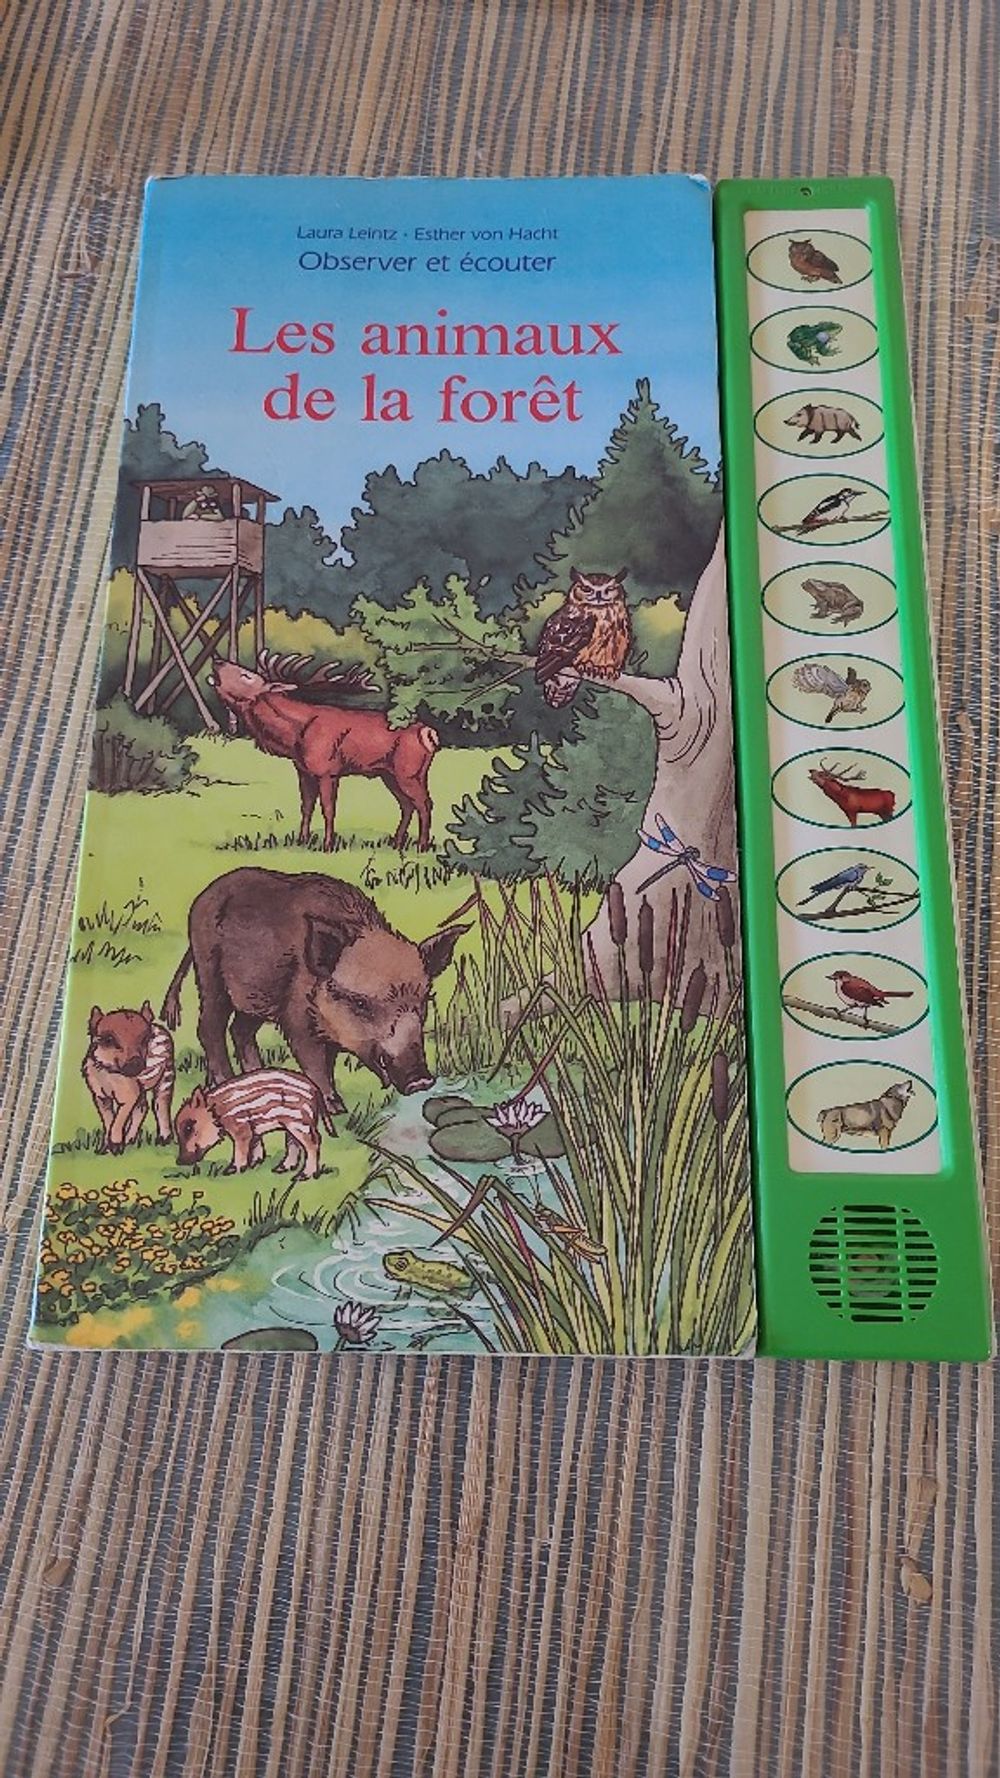 Laura Leintz · Esther von Hacht
Observer et écouter
Les animaux
de la forêt